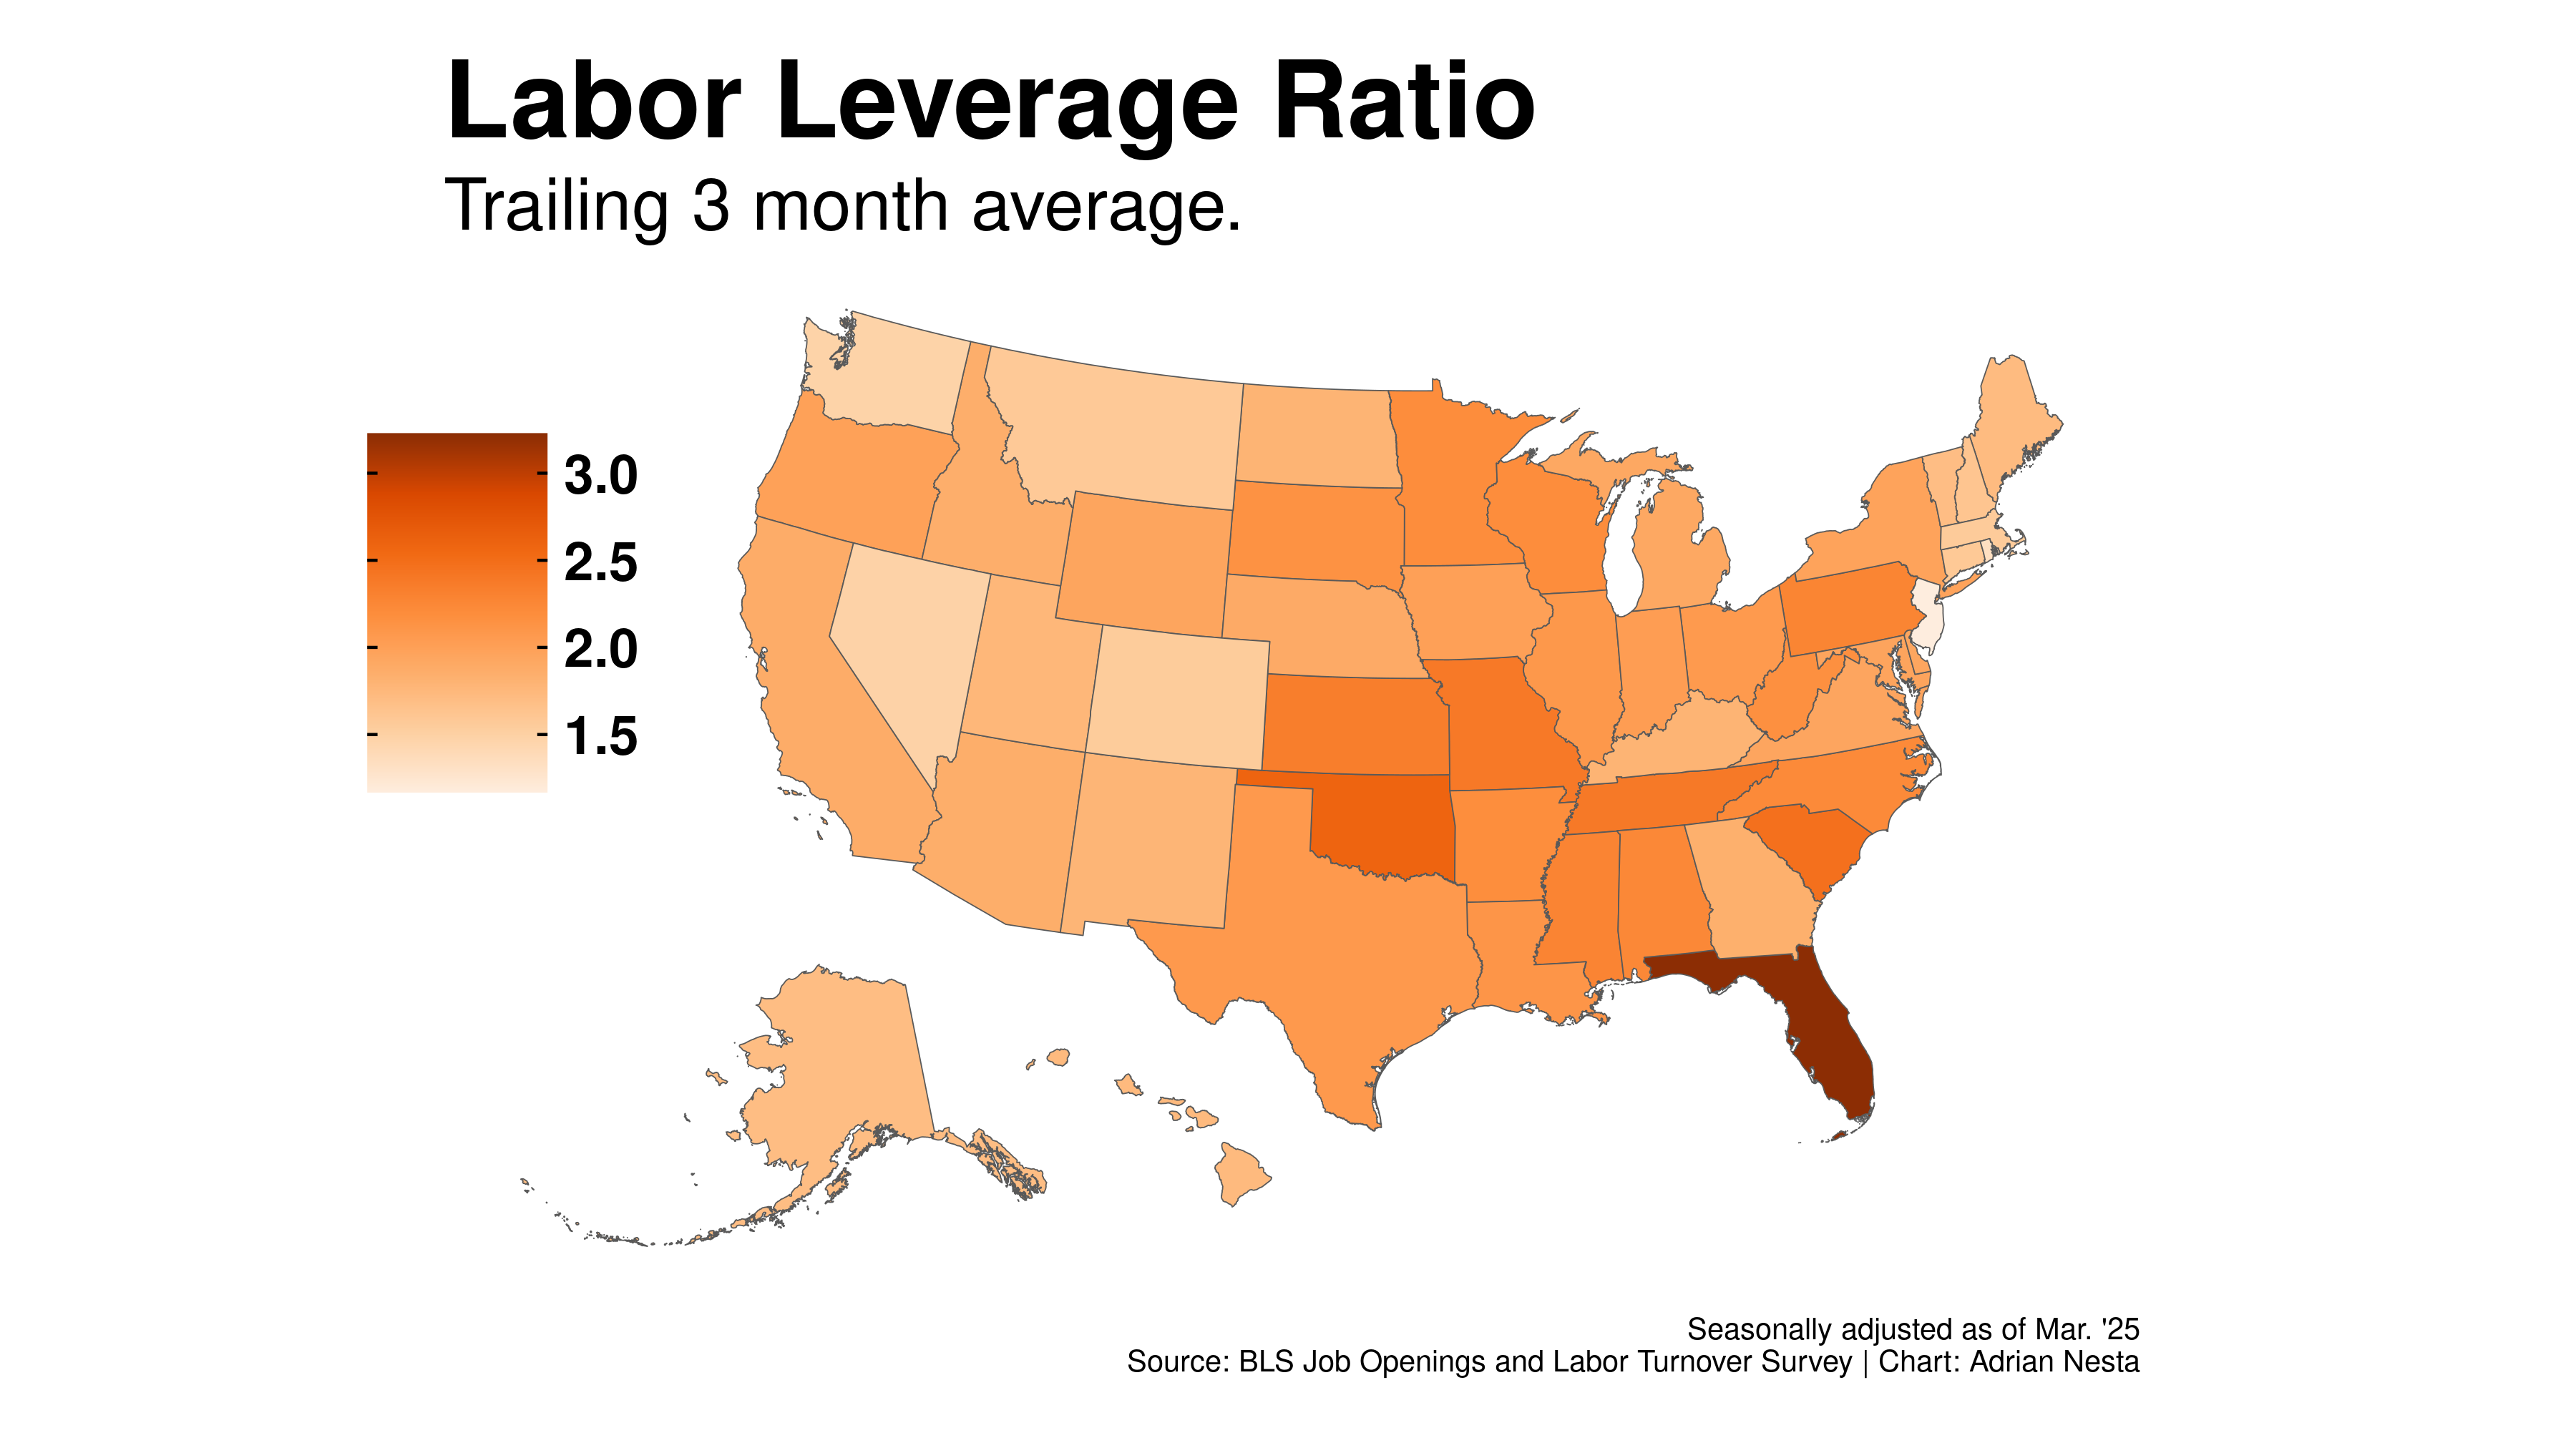 Labor Leverage Ratio
Trailing 3 month average.
3.0
2.5
2.0
1.5
Seasonally adjusted as of Mar. '25
Source: BLS Job Openings and Labor Turnover Survey | Chart: Adrian Nesta